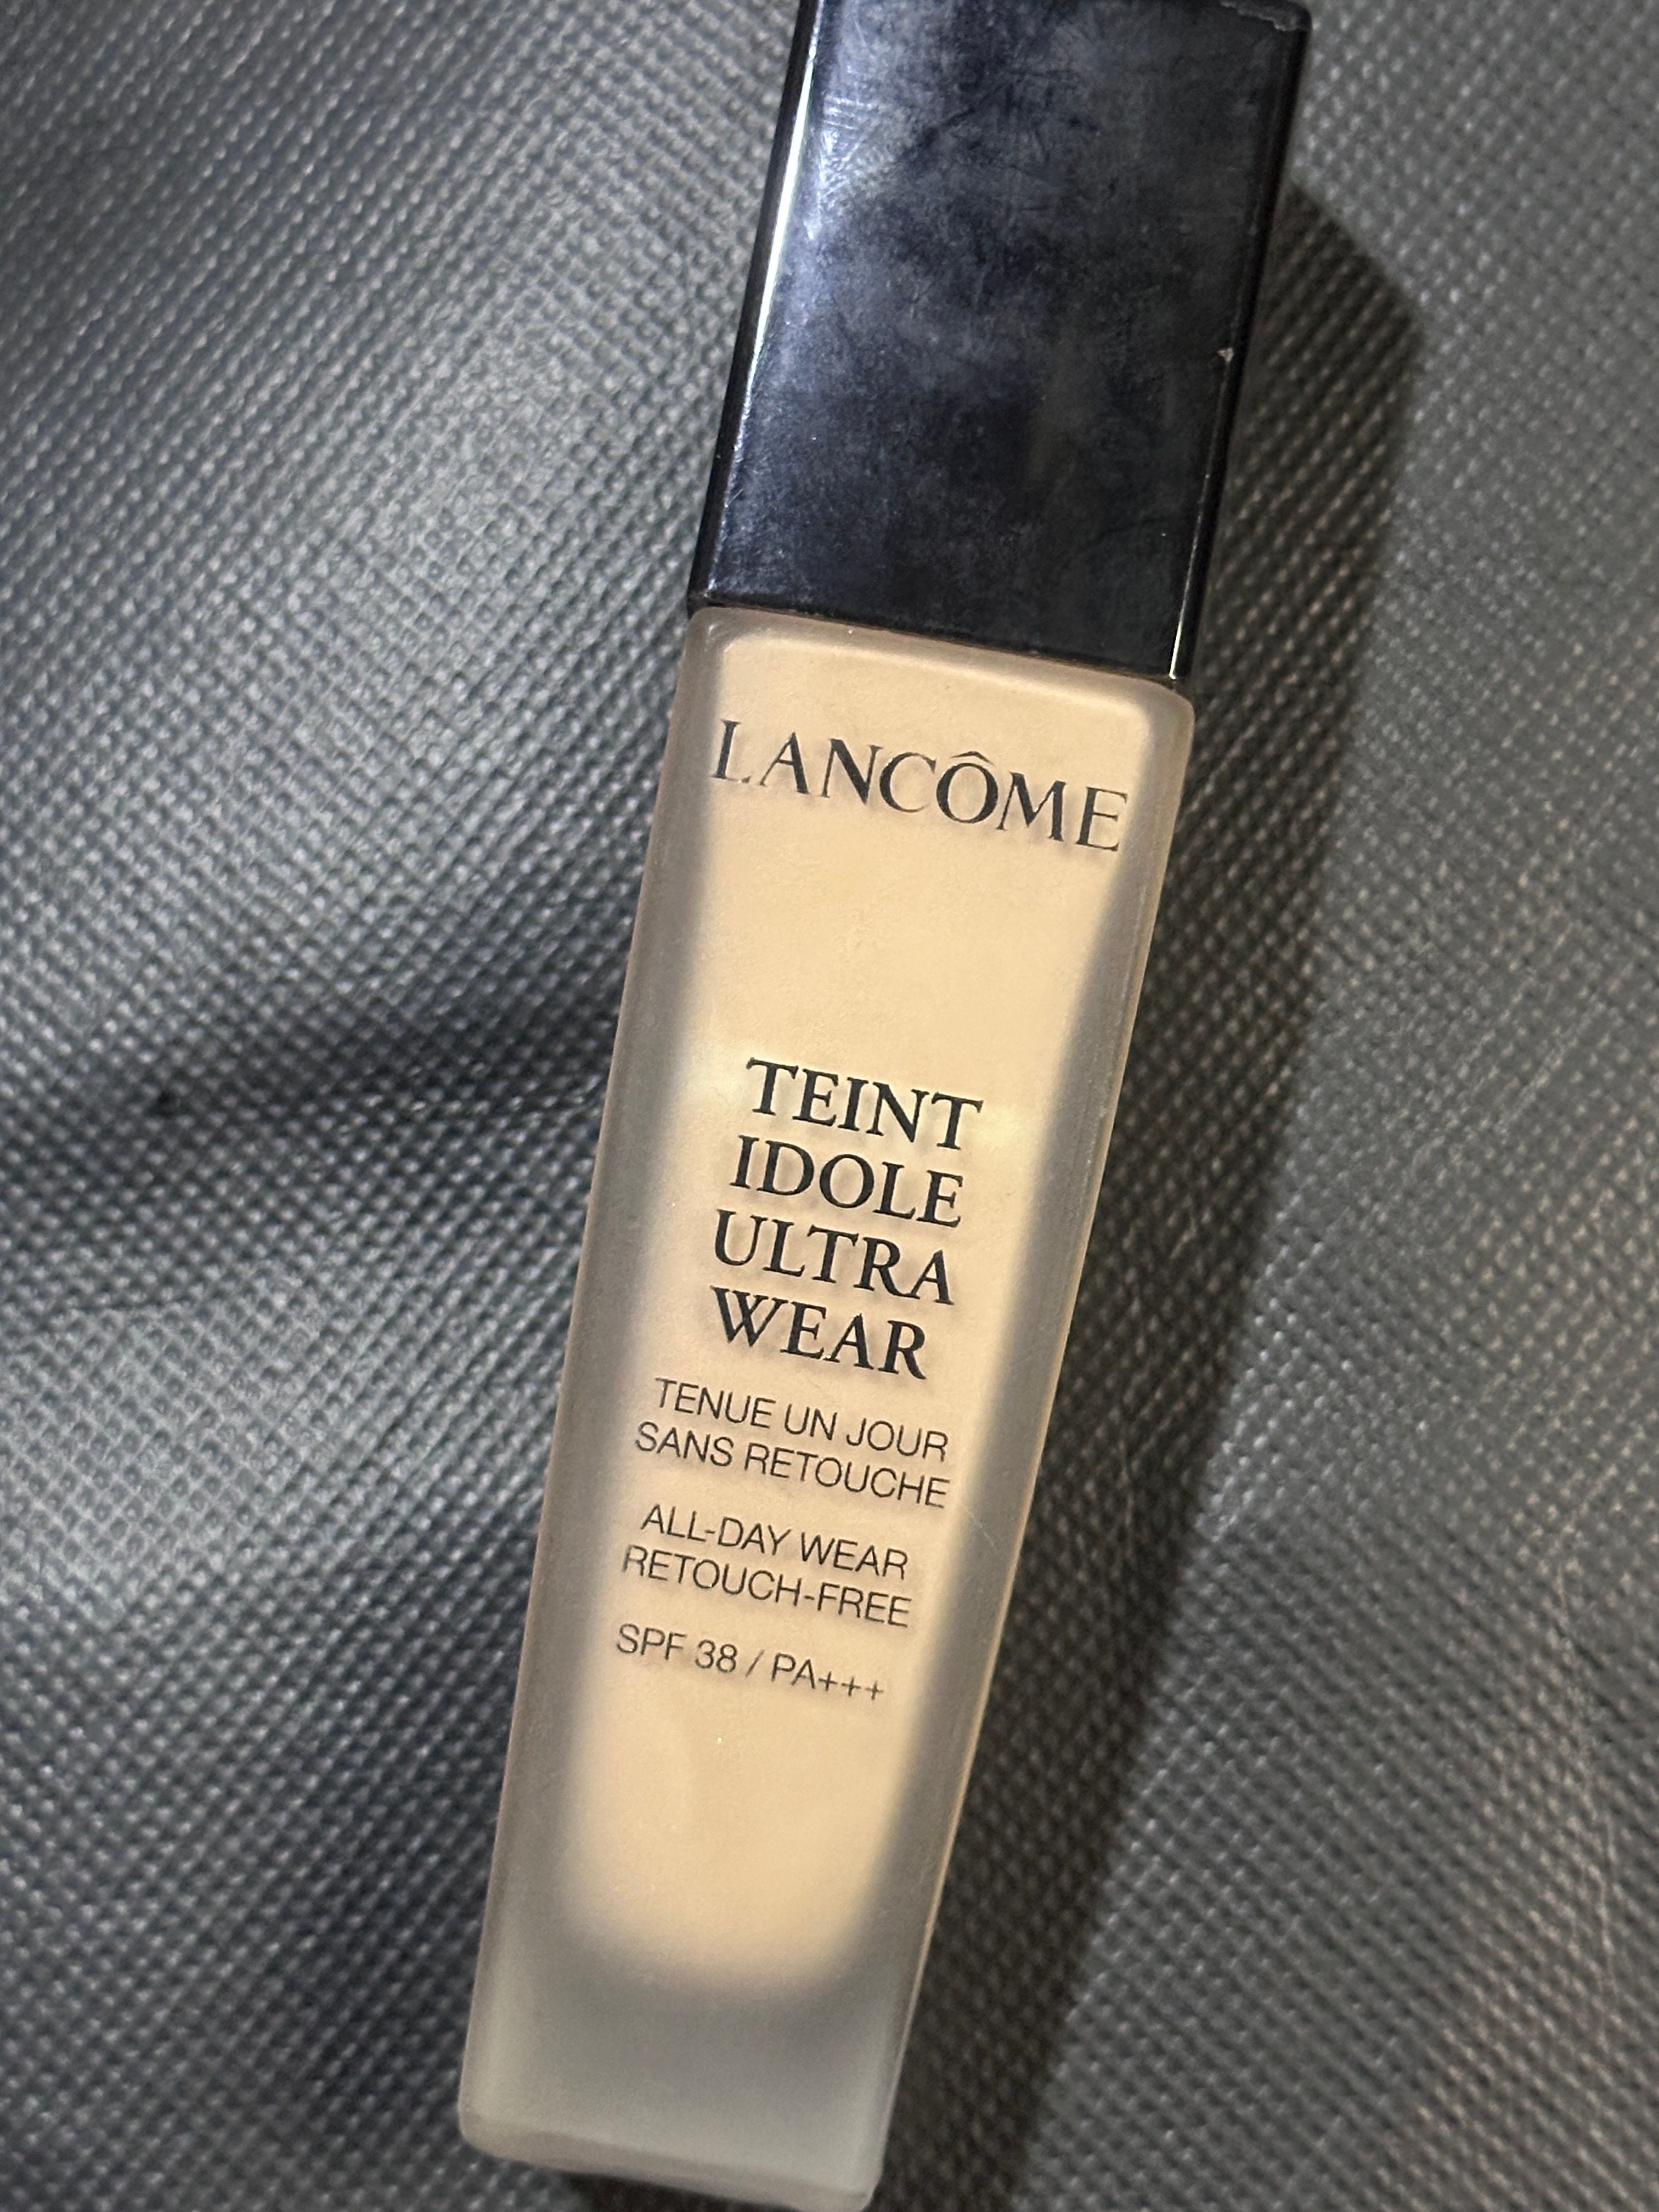 LANCÔME
TEINT
IDOLE
ULTRA
WEAR
TENUE UN JOUR
SANS RETOUCHE
ALL-DAY WEAR
RETOUCH-FREE
SPF 38 / PA+++